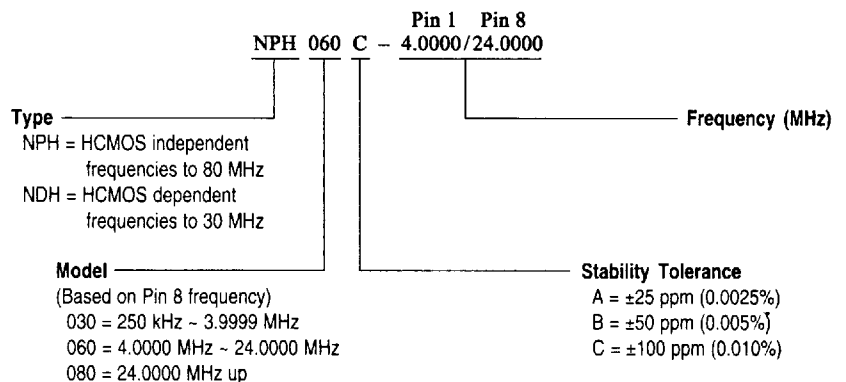 Pin 1 Pin 8
NPH 060 C – 4.0000/24.0000
Type
NPH = HCMOS independent
frequencies to 80 MHz
NDH = HCMOS dependent
frequencies to 30 MHz
Frequency (MHz)
Model
(Based on Pin 8 frequency)
030 = 250 kHz ~ 3.9999 MHz
060 = 4.0000 MHz ~ 24.0000 MHz
080 = 24.0000 MHz up
Stability Tolerance
A = ±25 ppm (0.0025%)
B = ±50 ppm (0.005%)
C = ±100 ppm (0.010%)